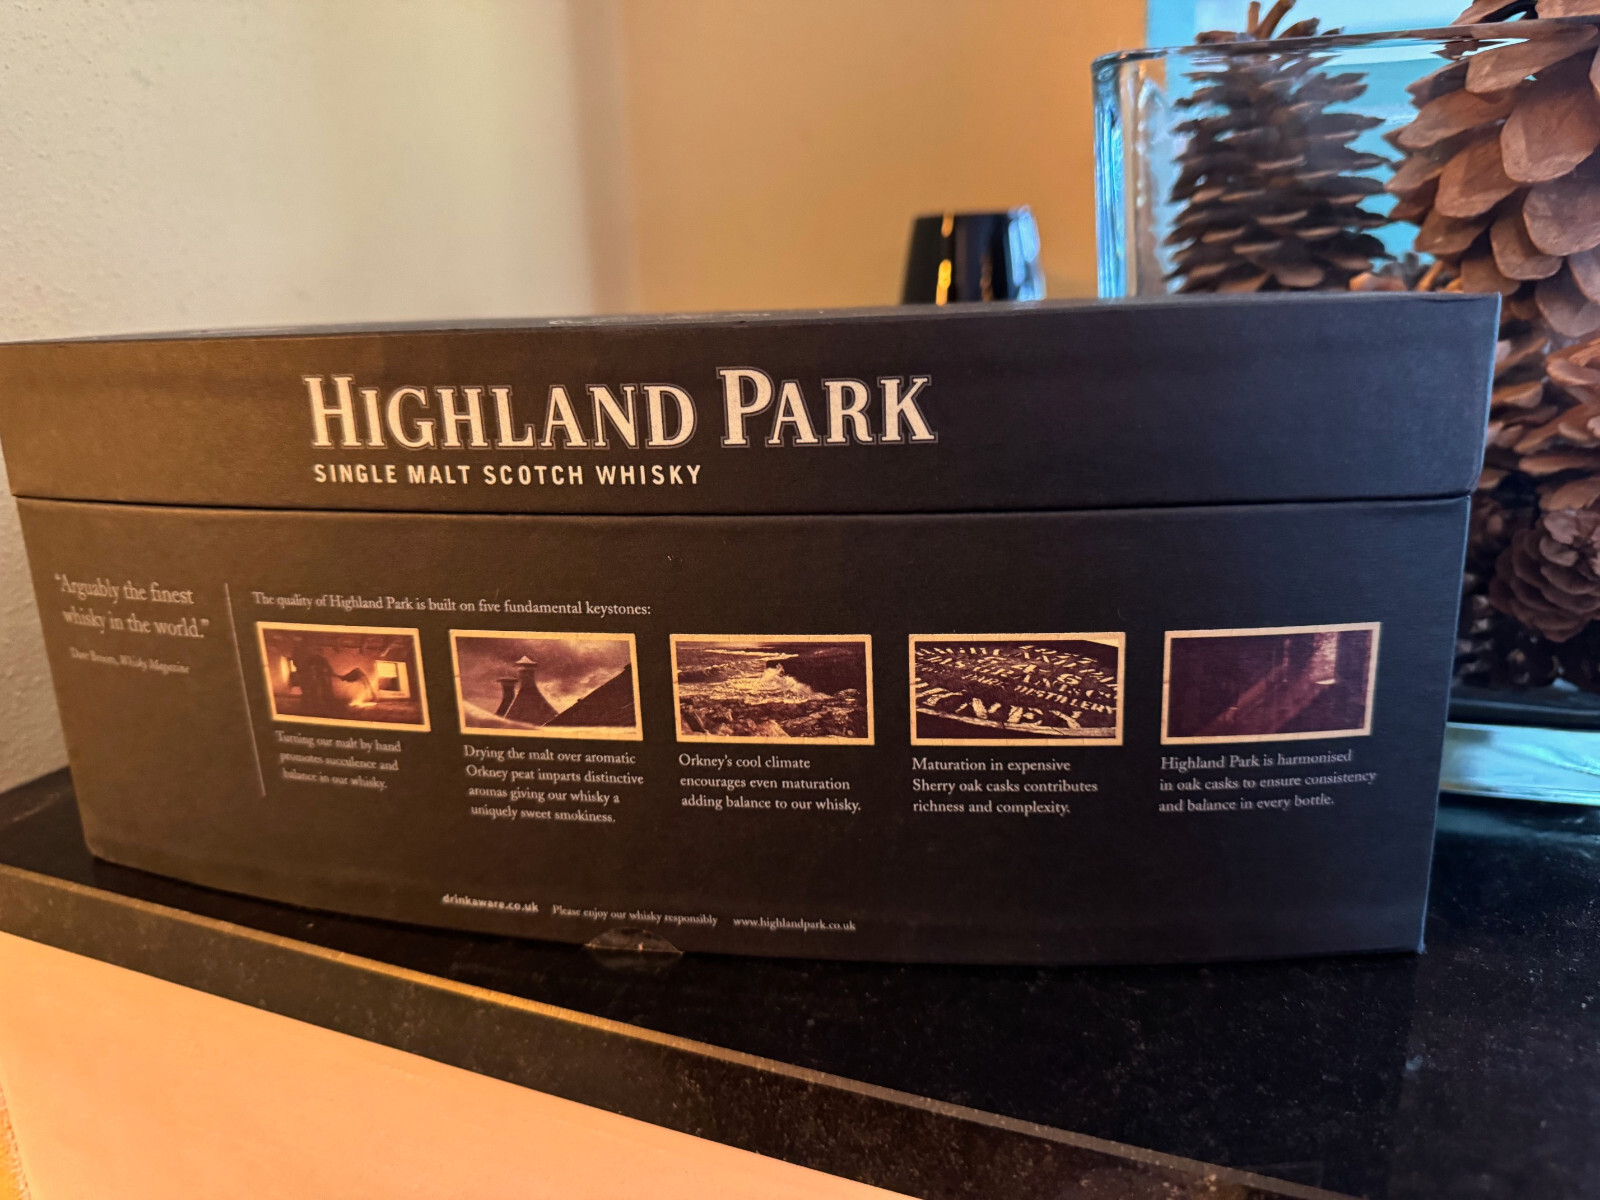 HIGHLAND PARK
SINGLE MALT SCOTCH WHISKY
"Arguably the finest
whisky in the world."
Dave Broom, Whisky Magazine
The quality of Highland Park is built on five fundamental keystones:
Turning our malt by hand
promotes succulence and
balance in our whisky.
Drying the malt over aromatic
Orkney peat imparts distinctive
aromas giving our whisky a
uniquely sweet smokiness.
Orkney's cool climate
encourages even maturation
adding balance to our whisky.
DISTILLERY
Maturation in expensive
Sherry oak casks contributes
richness and complexity.
Highland Park is harmonised
in oak casks to ensure consistency
and balance in every bottle.
drinkaware.co.uk Please enjoy our whisky responsibly www.highlandpark.co.uk